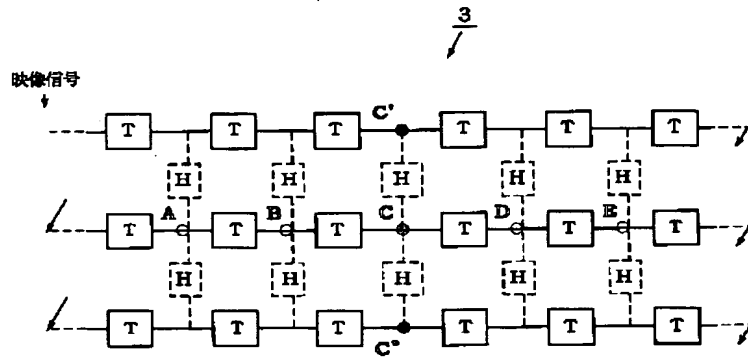 3
映像信号
C'
T T T T T T
H H H H H
A B C D E
T T T T T T
H H H H H
T T T T T T
C"